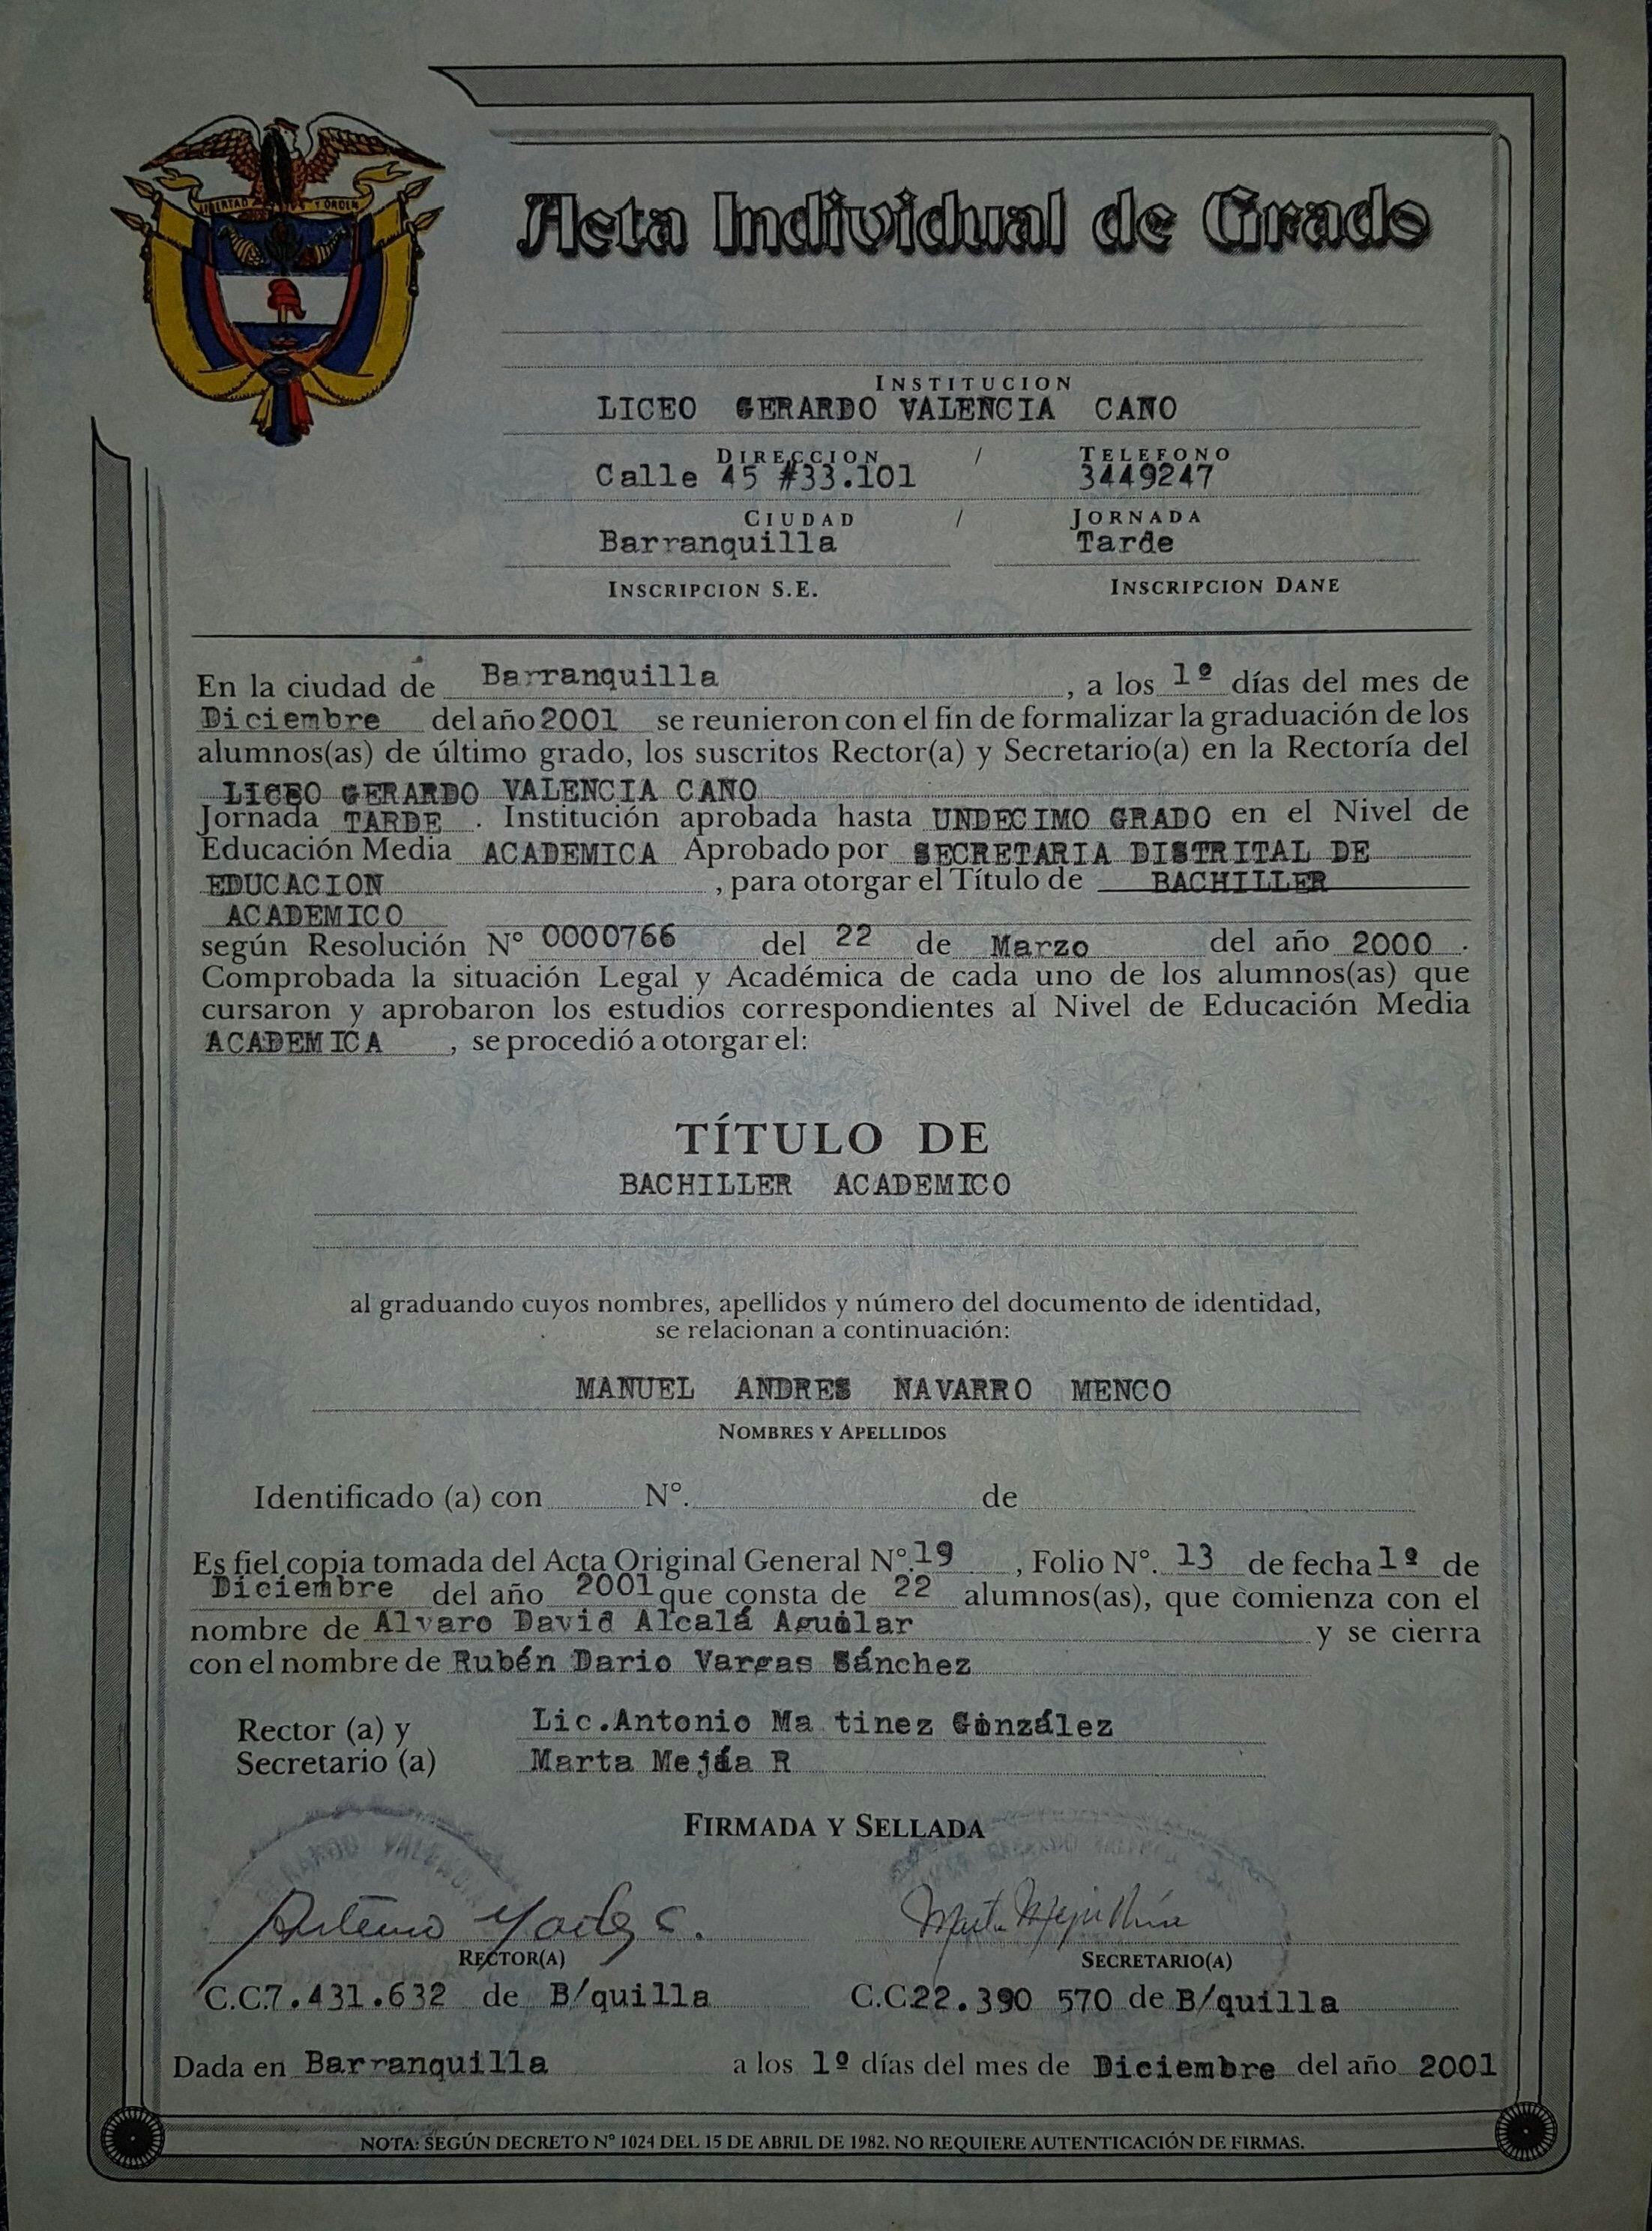 LIBERTAD Y ORDEN
Acta Individual de Grado
INSTITUCION
LICEO GERARDO VALENCIA CANO
DIRECCION / TELEFONO
Calle 45 #33.101 3449247
CIUDAD / JORNADA
Barranquilla Tarde
INSCRIPCION S.E. INSCRIPCION DANE
En la ciudad de Barranquilla, a los 1º días del mes de
Diciembre del año 2001 se reunieron con el fin de formalizar la graduación de los
alumnos(as) de último grado, los suscritos Rector(a) y Secretario(a) en la Rectoría del
LICEO GERARDO VALENCIA CANO
Jornada TARDE . Institución aprobada hasta UNDECIMO GRADO en el Nivel de
Educación Media ACADEMICA Aprobado por SECRETARIA DISTRITAL DE
EDUCACION , para otorgar el Título de BACHILLER
ACADEMICO
según Resolución Nº 0000766 del 22 de Marzo del año 2000 .
Comprobada la situación Legal y Académica de cada uno de los alumnos(as) que
cursaron y aprobaron los estudios correspondientes al Nivel de Educación Media
ACADEMICA , se procedió a otorgar el:
TÍTULO DE
BACHILLER ACADEMICO
al graduando cuyos nombres, apellidos y número del documento de identidad,
se relacionan a continuación:
MANUEL ANDRES NAVARRO MENCO
NOMBRES Y APELLIDOS
Identificado (a) con Nº. de
Es fiel copia tomada del Acta Original General Nº. 19 , Folio Nº. 13 de fecha 1º de
Diciembre del año 2001 que consta de 22 alumnos(as), que comienza con el
nombre de Alvaro David Alcalá Aguilar y se cierra
con el nombre de Rubén Dario Vargas Sánchez
Rector (a) y Lic.Antonio Ma tinez González
Secretario (a) Marta Mejía R
FIRMADA Y SELLADA
RECTOR(A) SECRETARIO(A)
C.C.7.431.632 de B/quilla C.C.22.390 570 de B/quilla
Dada en Barranquilla a los 1º días del mes de Diciembre del año 2001
NOTA: SEGÚN DECRETO Nº 1024 DEL 15 DE ABRIL DE 1982. NO REQUIERE AUTENTICACIÓN DE FIRMAS.